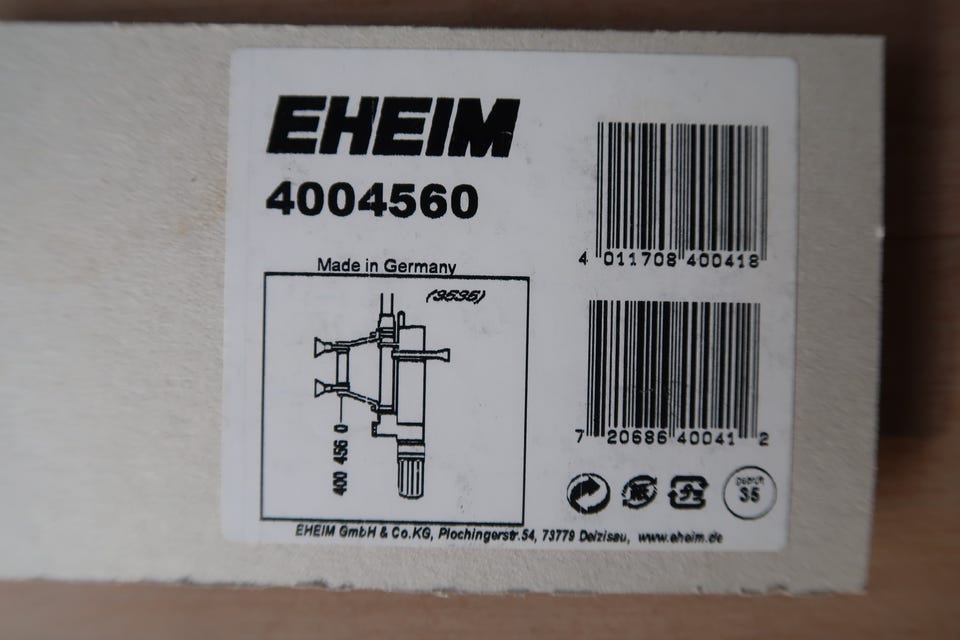 EHEIM
4004560
Made in Germany
(3535)
400 456 0
4 011708 400418
7 20686 40041 2
35
EHEIM GmbH & Co.KG, Plochingerstr.54, 73779 Deizisau, www.eheim.de